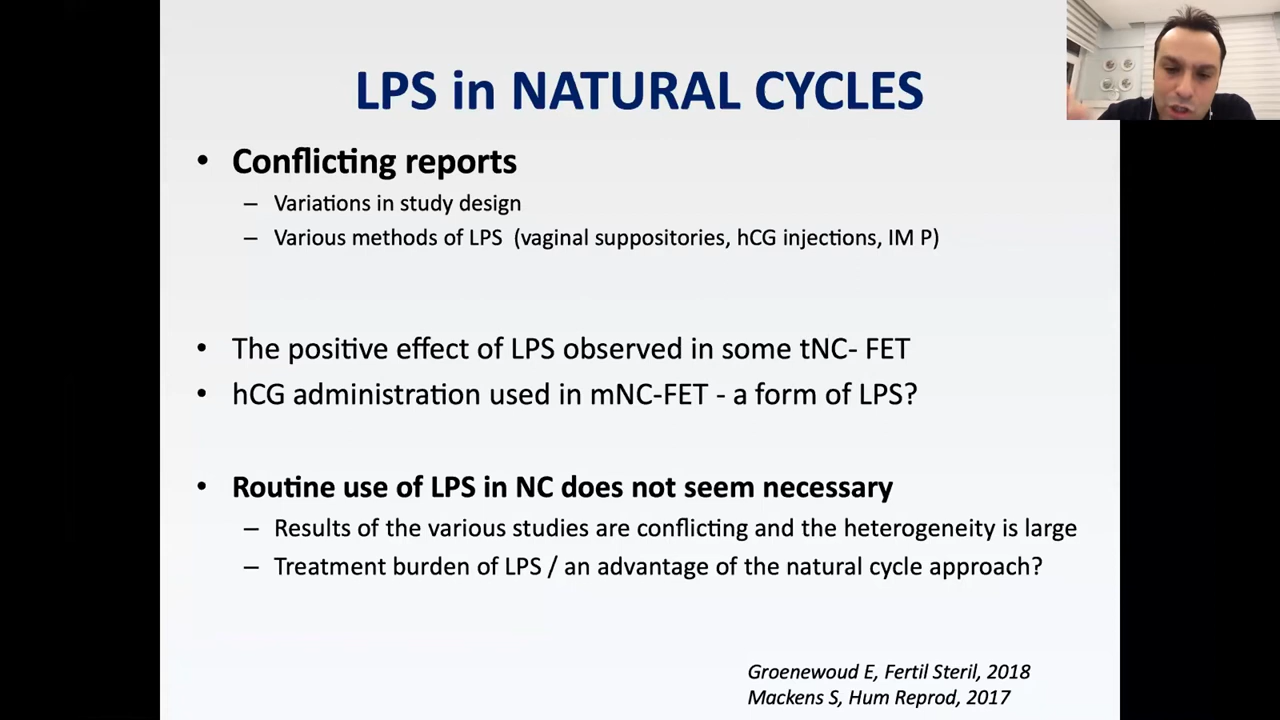 LPS in NATURAL CYCLES
• Conflicting reports
– Variations in study design
– Various methods of LPS (vaginal suppositories, hCG injections, IM P)
• The positive effect of LPS observed in some tNC- FET
• hCG administration used in mNC-FET - a form of LPS?
• Routine use of LPS in NC does not seem necessary
– Results of the various studies are conflicting and the heterogeneity is large
– Treatment burden of LPS / an advantage of the natural cycle approach?
Groenewoud E, Fertil Steril, 2018
Mackens S, Hum Reprod, 2017